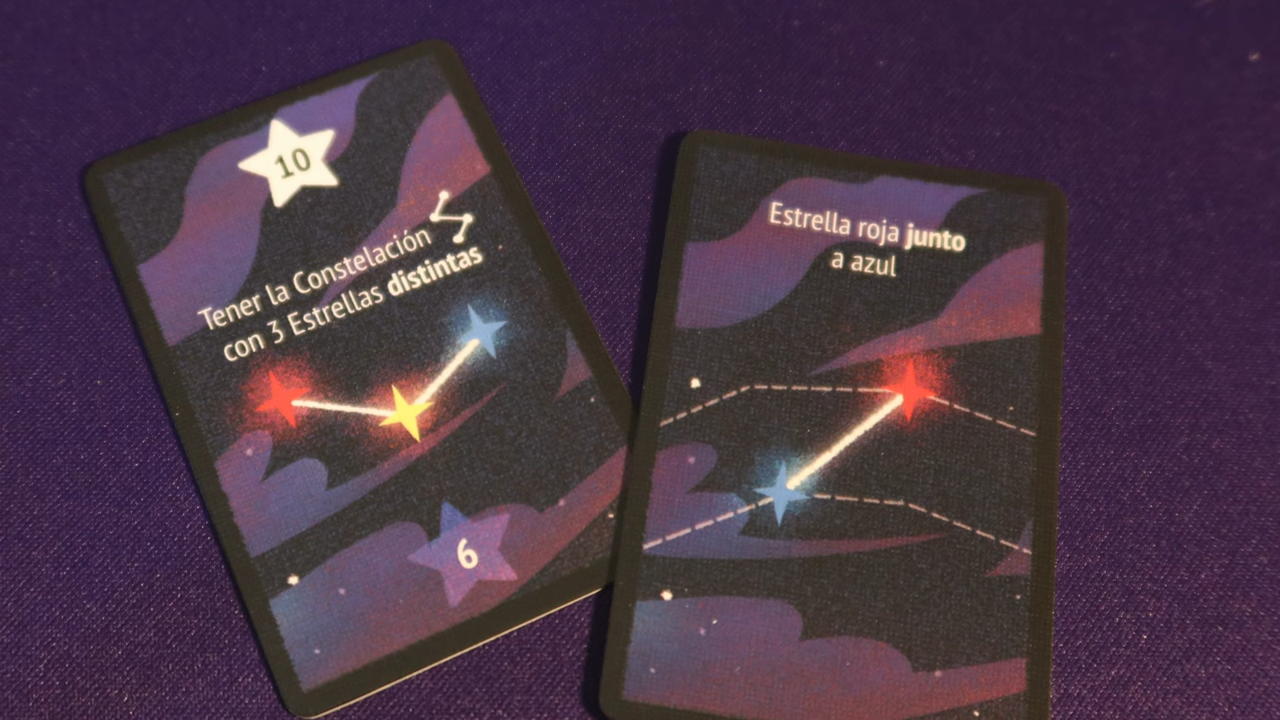 10
Tener la Constelación
con 3 Estrellas distintas
6
Estrella roja junto
a azul